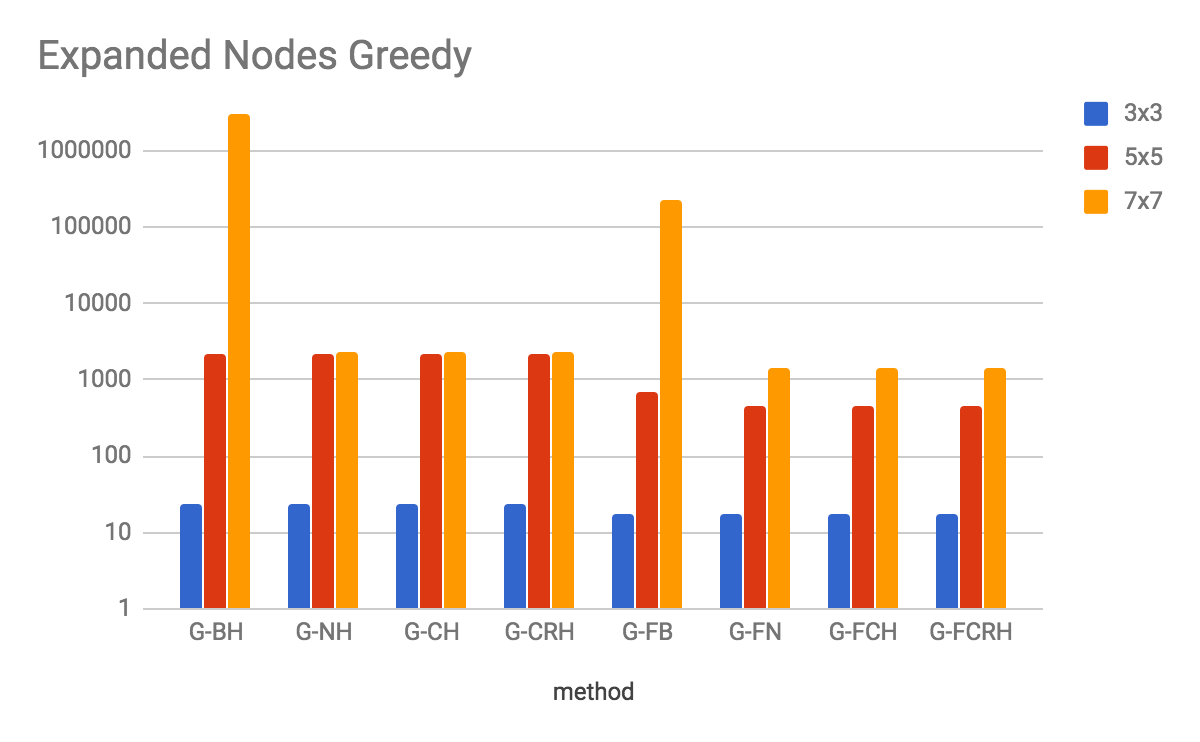 Expanded Nodes Greedy
3x3
5x5
7x7
1000000
100000
10000
1000
100
10
1
G-BH G-NH G-CH G-CRH G-FB G-FN G-FCH G-FCRH
method